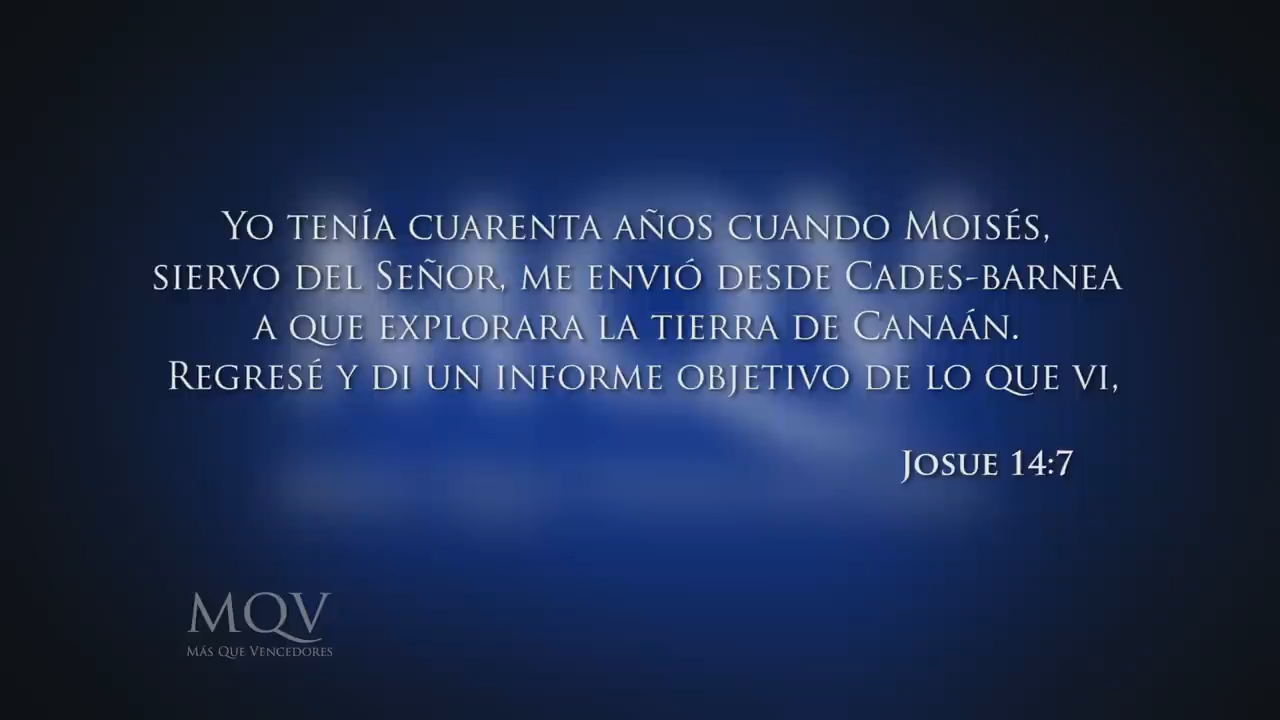 Yo tenía cuarenta años cuando Moisés,
siervo del Señor, me envió desde Cades-barnea
a que explorara la tierra de Canaán.
Regresé y di un informe objetivo de lo que vi,
Josue 14:7
MQV
Más Que Vencedores